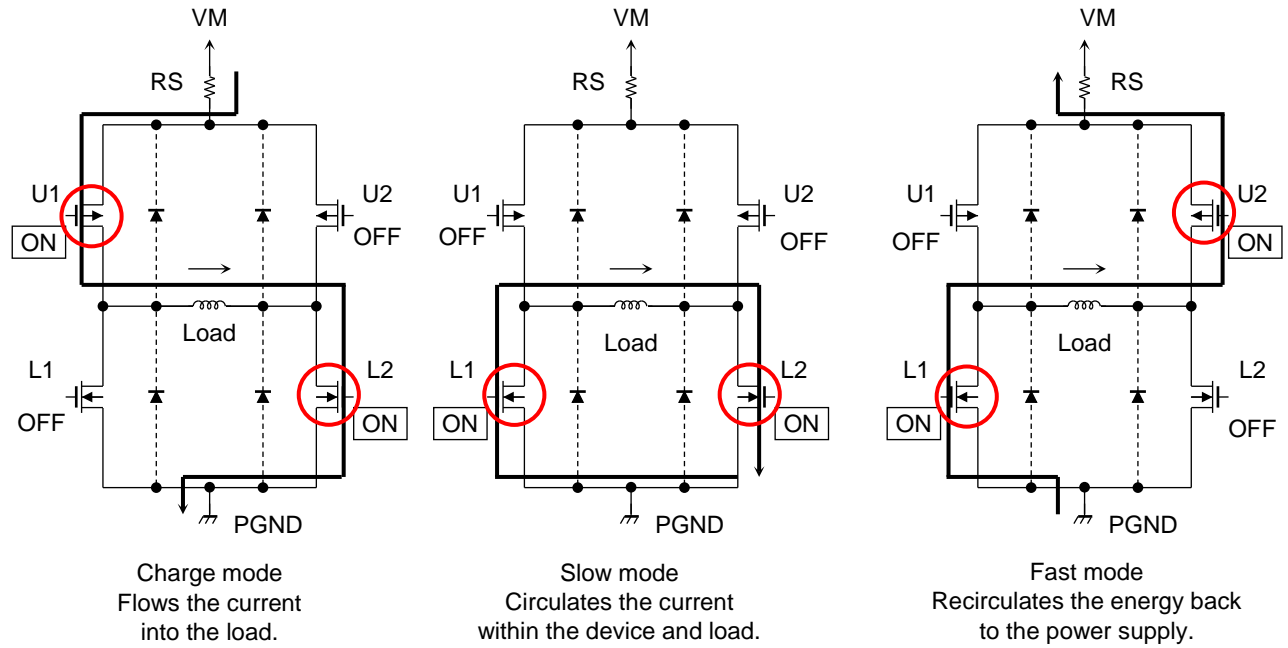 VM
RS
U1
ON
U2
OFF
Load
L1
OFF
L2
ON
PGND
Charge mode
Flows the current
into the load.
VM
RS
U1
OFF
U2
OFF
Load
L1
ON
L2
ON
PGND
Slow mode
Circulates the current
within the device and load.
VM
RS
U1
OFF
U2
ON
Load
L1
ON
L2
OFF
PGND
Fast mode
Recirculates the energy back
to the power supply.